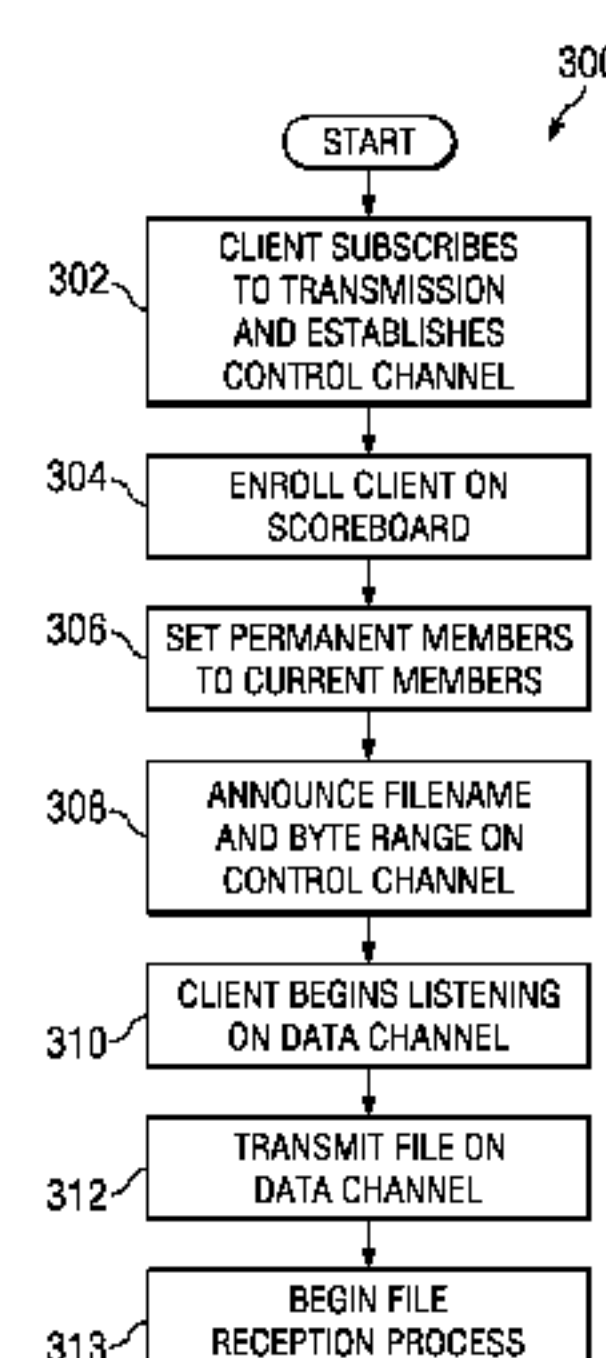 300
START
302
CLIENT SUBSCRIBES
TO TRANSMISSION
AND ESTABLISHES
CONTROL CHANNEL
304
ENROLL CLIENT ON
SCOREBOARD
306
SET PERMANENT MEMBERS
TO CURRENT MEMBERS
308
ANNOUNCE FILENAME
AND BYTE RANGE ON
CONTROL CHANNEL
310
CLIENT BEGINS LISTENING
ON DATA CHANNEL
312
TRANSMIT FILE ON
DATA CHANNEL
313
BEGIN FILE
RECEPTION PROCESS